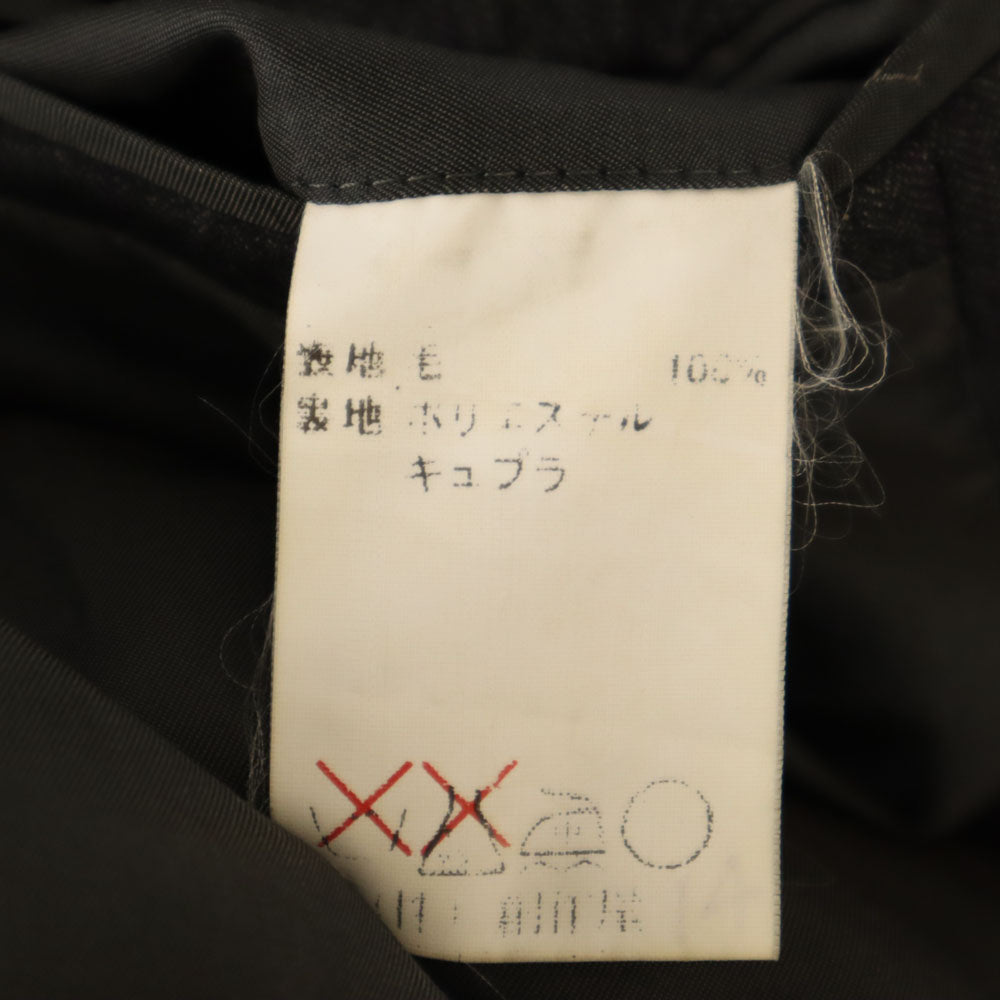 表地 毛 100%
裏地 ポリエステル
キュプラ